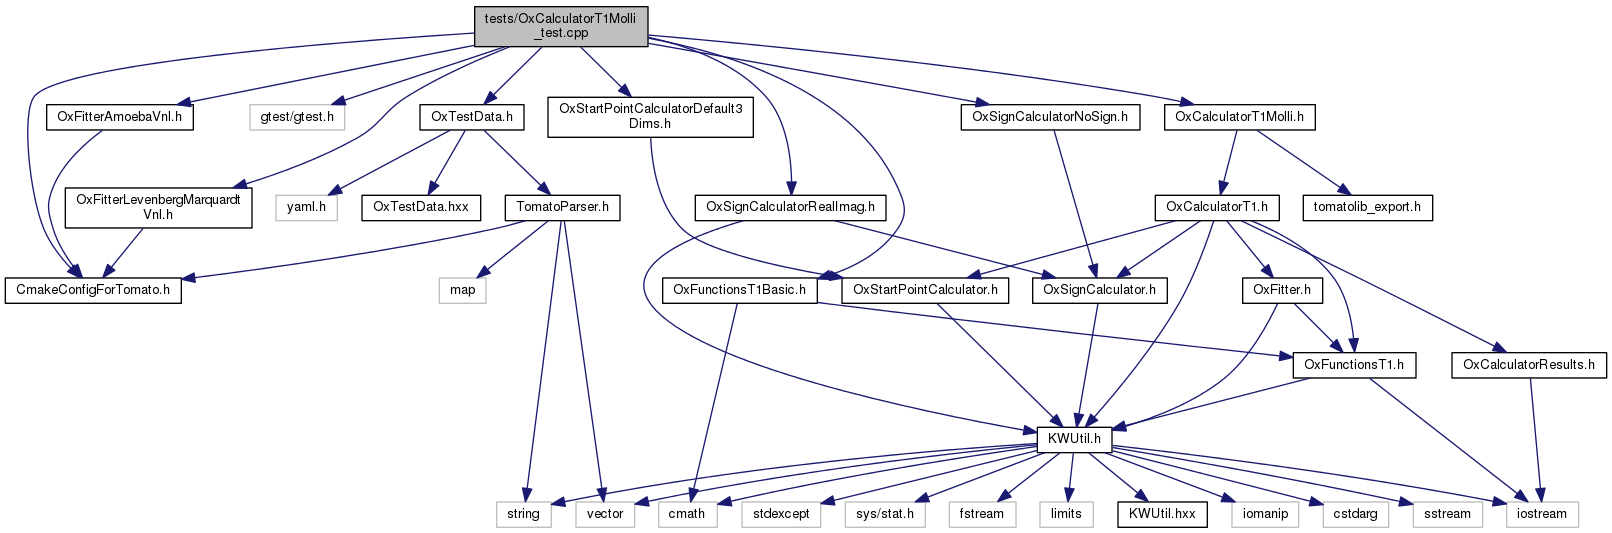 tests/OxCalculatorT1Molli
_test.cpp
OxFitterAmoebaVnl.h
gtest/gtest.h
OxTestData.h
OxStartPointCalculatorDefault3
Dims.h
OxSignCalculatorNoSign.h
OxCalculatorT1Molli.h
OxFitterLevenbergMarquardt
Vnl.h
yaml.h
OxTestData.hxx
TomatoParser.h
OxSignCalculatorRealImag.h
OxCalculatorT1.h
tomatolib_export.h
CmakeConfigForTomato.h
map
OxFunctionsT1Basic.h
OxStartPointCalculator.h
OxSignCalculator.h
OxFitter.h
OxFunctionsT1.h
OxCalculatorResults.h
KWUtil.h
string
vector
cmath
stdexcept
sys/stat.h
fstream
limits
KWUtil.hxx
iomanip
cstdarg
sstream
iostream